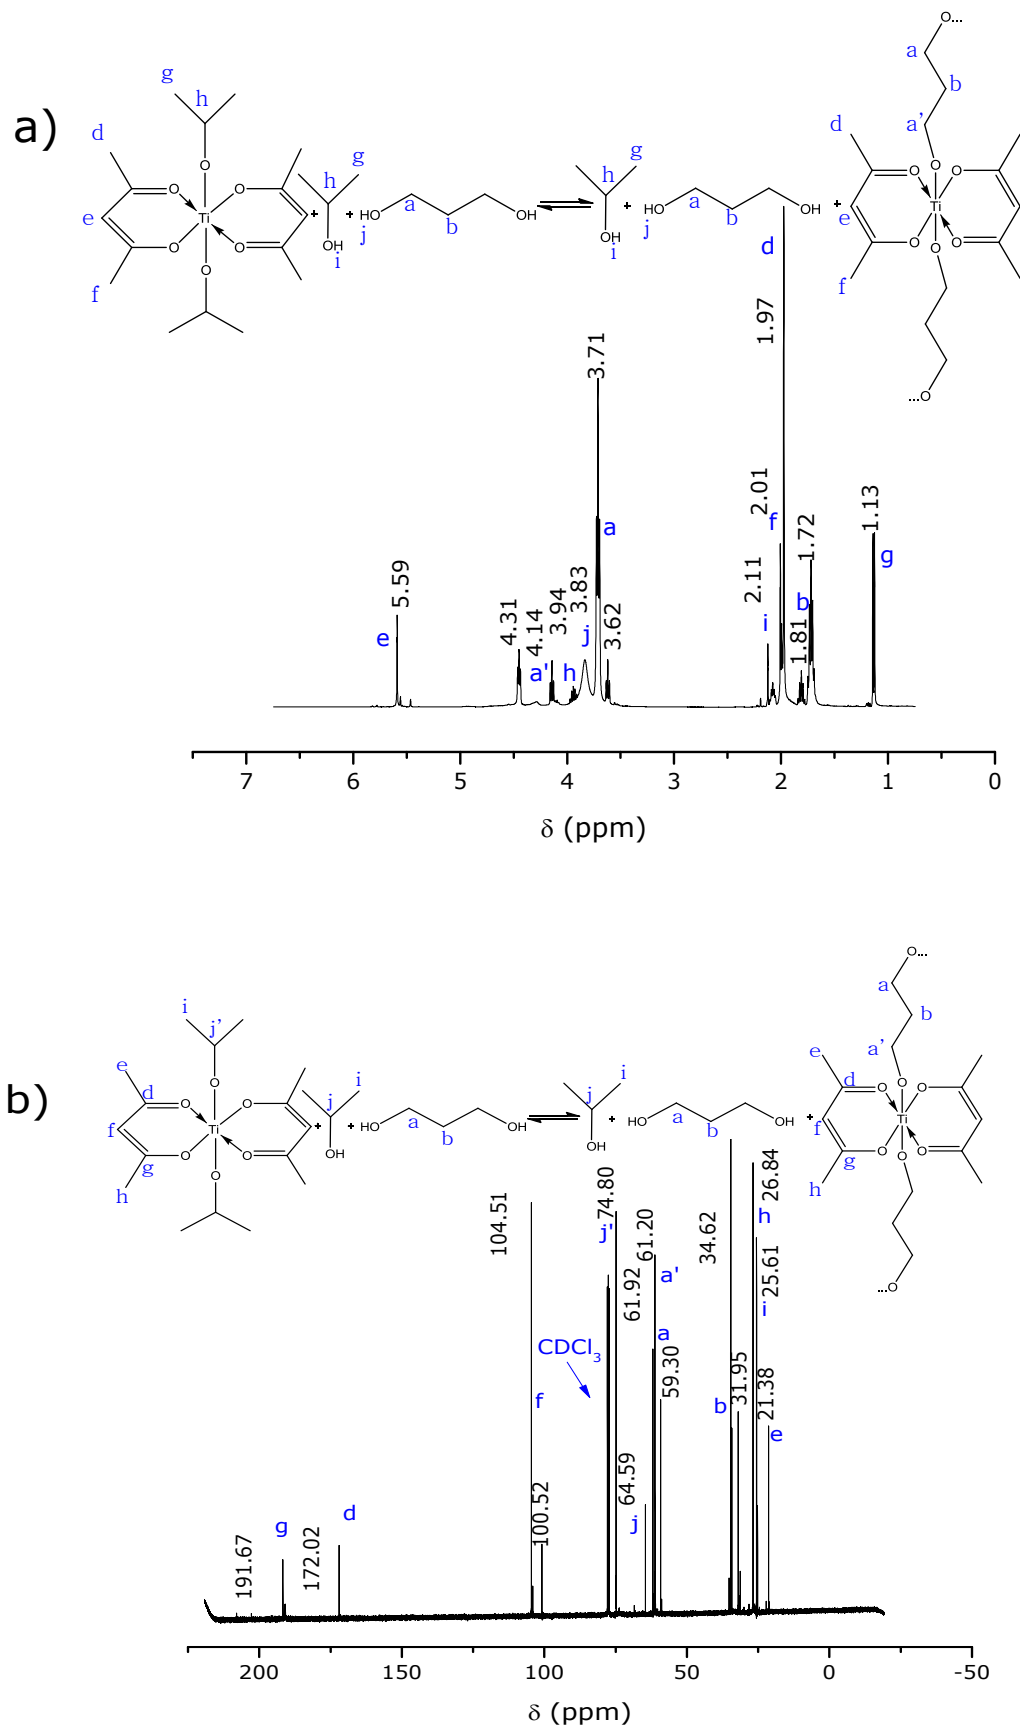 a)
O...
a
b
a'
g
h
d
O
O
O
e
Ti
O
O
O
f
+
h
g
OH
i
+
HO
j
a
b
OH
h
g
OH
i
+
HO
j
a
b
OH
+
d
O
O
O
e
Ti
O
O
O
f
...O
e
5.59
4.31
4.14
a'
3.94
h
3.83
j
3.71
a
3.62
2.11
i
2.01
f
d
1.97
1.81
b
1.72
1.13
g
7 6 5 4 3 2 1 0
δ (ppm)
b)
O...
a
b
a'
i
j'
e
d
O
O
O
f
Ti
g
O
O
O
h
+
j
i
OH
+
HO
a
b
OH
j
i
OH
+
HO
a
b
OH
+
e
d
O
O
O
f
Ti
g
O
O
O
h
...O
191.67
g
172.02
d
104.51
f
100.52
CDCl3
74.80
j'
64.59
j
61.92
a
61.20
a'
59.30
34.62
b
31.95
26.84
h
25.61
i
21.38
e
200 150 100 50 0 -50
δ (ppm)